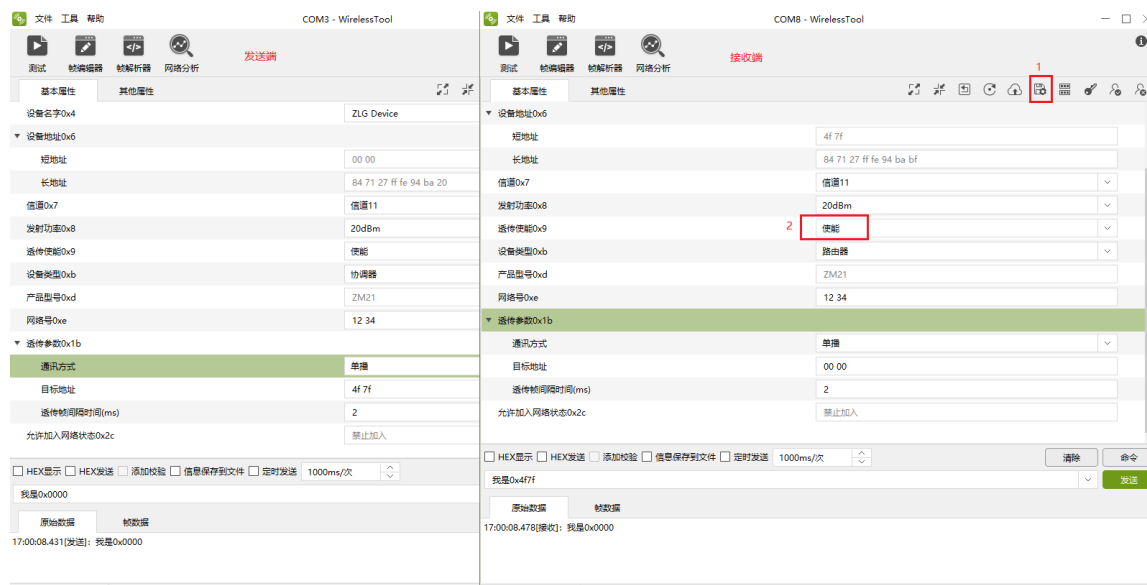 文件 工具 帮助
COM3 - WirelessTool
测试 帧编辑器 帧解析器 网络分析
发送端
基本属性 其他属性
设备名字0x4 ZLG Device
设备地址0x6
短地址 00 00
长地址 84 71 27 ff fe 94 ba 20
信道0x7 信道11
发射功率0x8 20dBm
透传使能0x9 使能
设备类型0xb 协调器
产品型号0xd ZM21
网络号0xe 12 34
透传参数0x1b
通讯方式 单播
目标地址 4f 7f
透传帧间隔时间(ms) 2
允许加入网络状态0x2c 禁止加入
HEX显示 HEX发送 添加校验 信息保存到文件 定时发送 1000ms/次
我是0x0000
原始数据 帧数据
17:00:08.431[发送]：我是0x0000
文件 工具 帮助
COM8 - WirelessTool
测试 帧编辑器 帧解析器 网络分析
接收端
1
基本属性 其他属性
设备地址0x6
短地址 4f 7f
长地址 84 71 27 ff fe 94 ba bf
信道0x7 信道11
发射功率0x8 20dBm
透传使能0x9 2 使能
设备类型0xb 路由器
产品型号0xd ZM21
网络号0xe 12 34
透传参数0x1b
通讯方式 单播
目标地址 00 00
透传帧间隔时间(ms) 2
允许加入网络状态0x2c 禁止加入
HEX显示 HEX发送 添加校验 信息保存到文件 定时发送 1000ms/次 清除 命令
我是0x4f7f 发送
原始数据 帧数据
17:00:08.478[接收]：我是0x0000